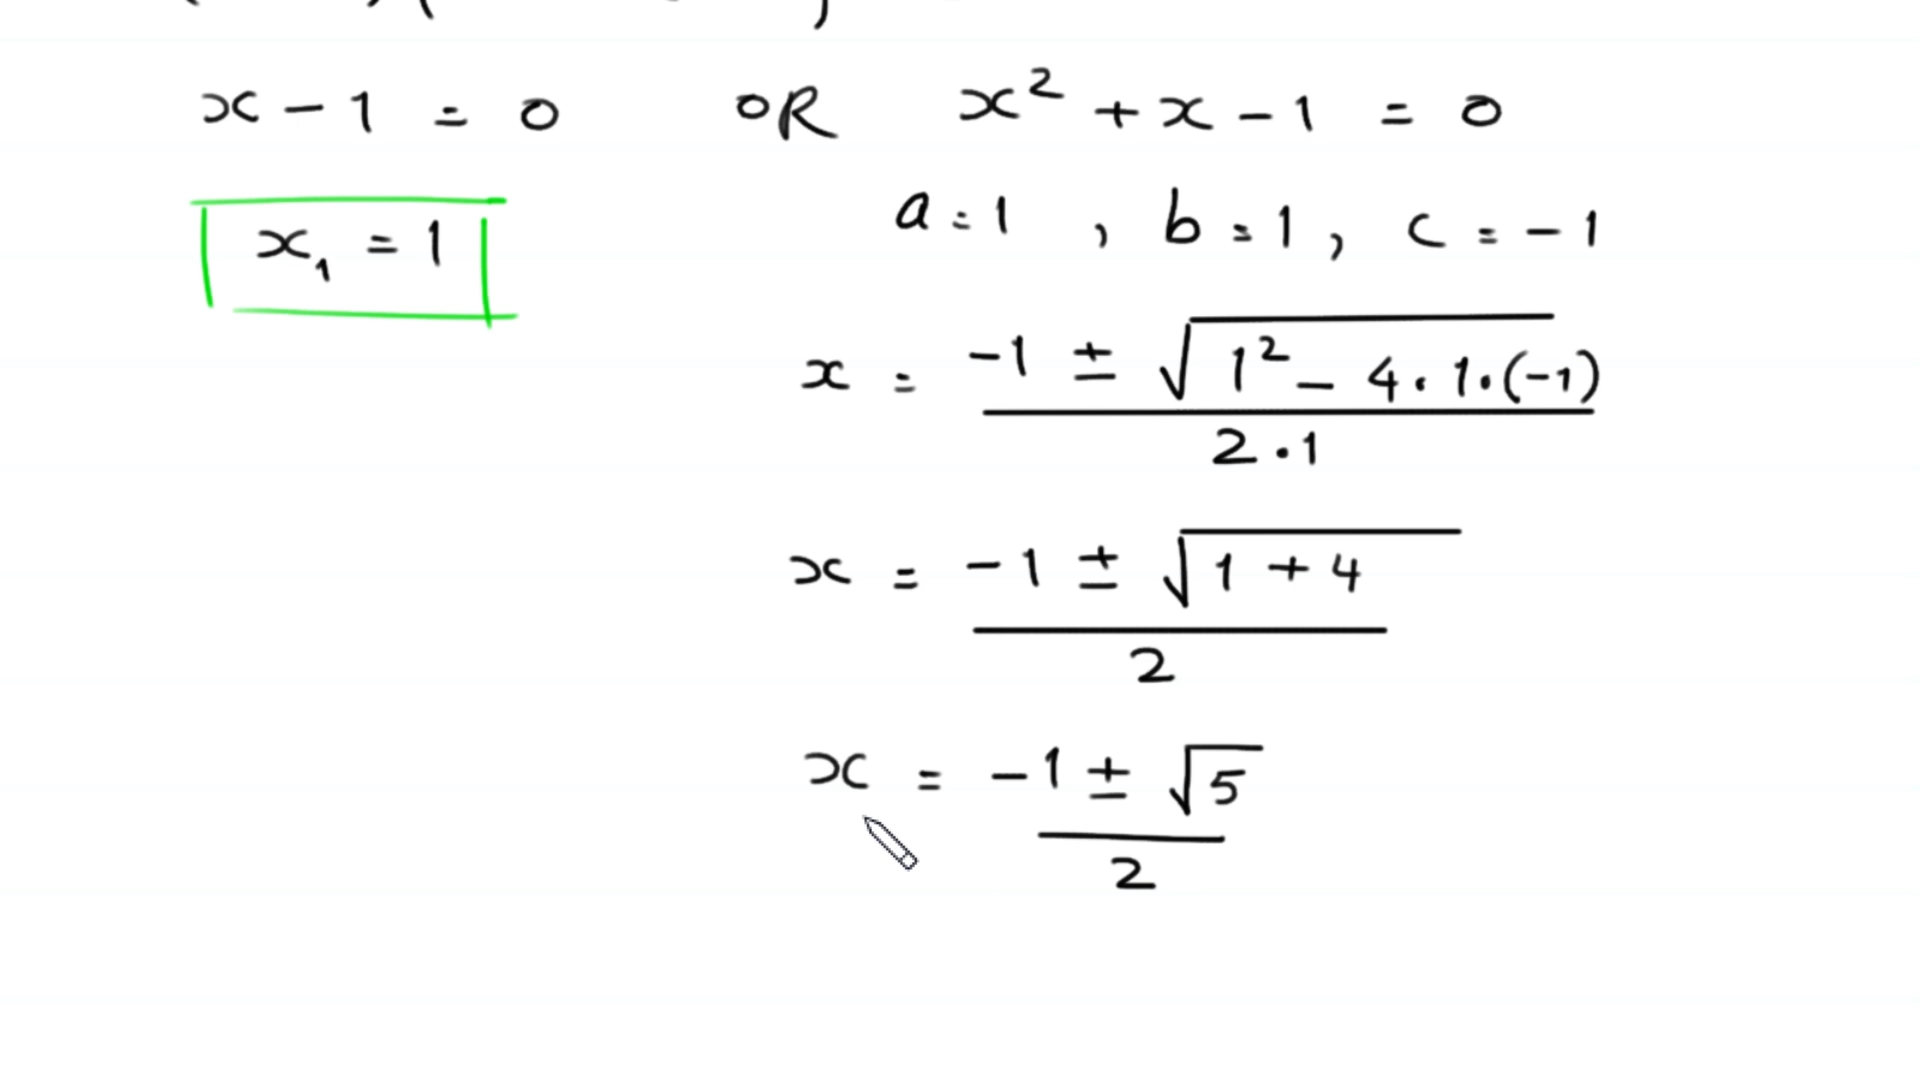 x - 1 = 0 OR x² + x - 1 = 0
x₁ = 1 a = 1 , b = 1 , c = - 1
x = -1 ± √1² - 4 · 1 · (-1)
2 · 1
x = -1 ± √1 + 4
2
x = -1 ± √5
2